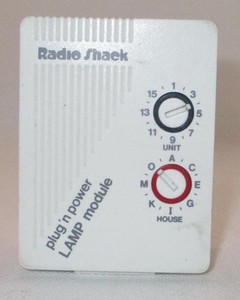 Radio Shack
15 1 3
13 5
11 9 7
UNIT
A
O C
M E
K I G
HOUSE
plug 'n power
LAMP module